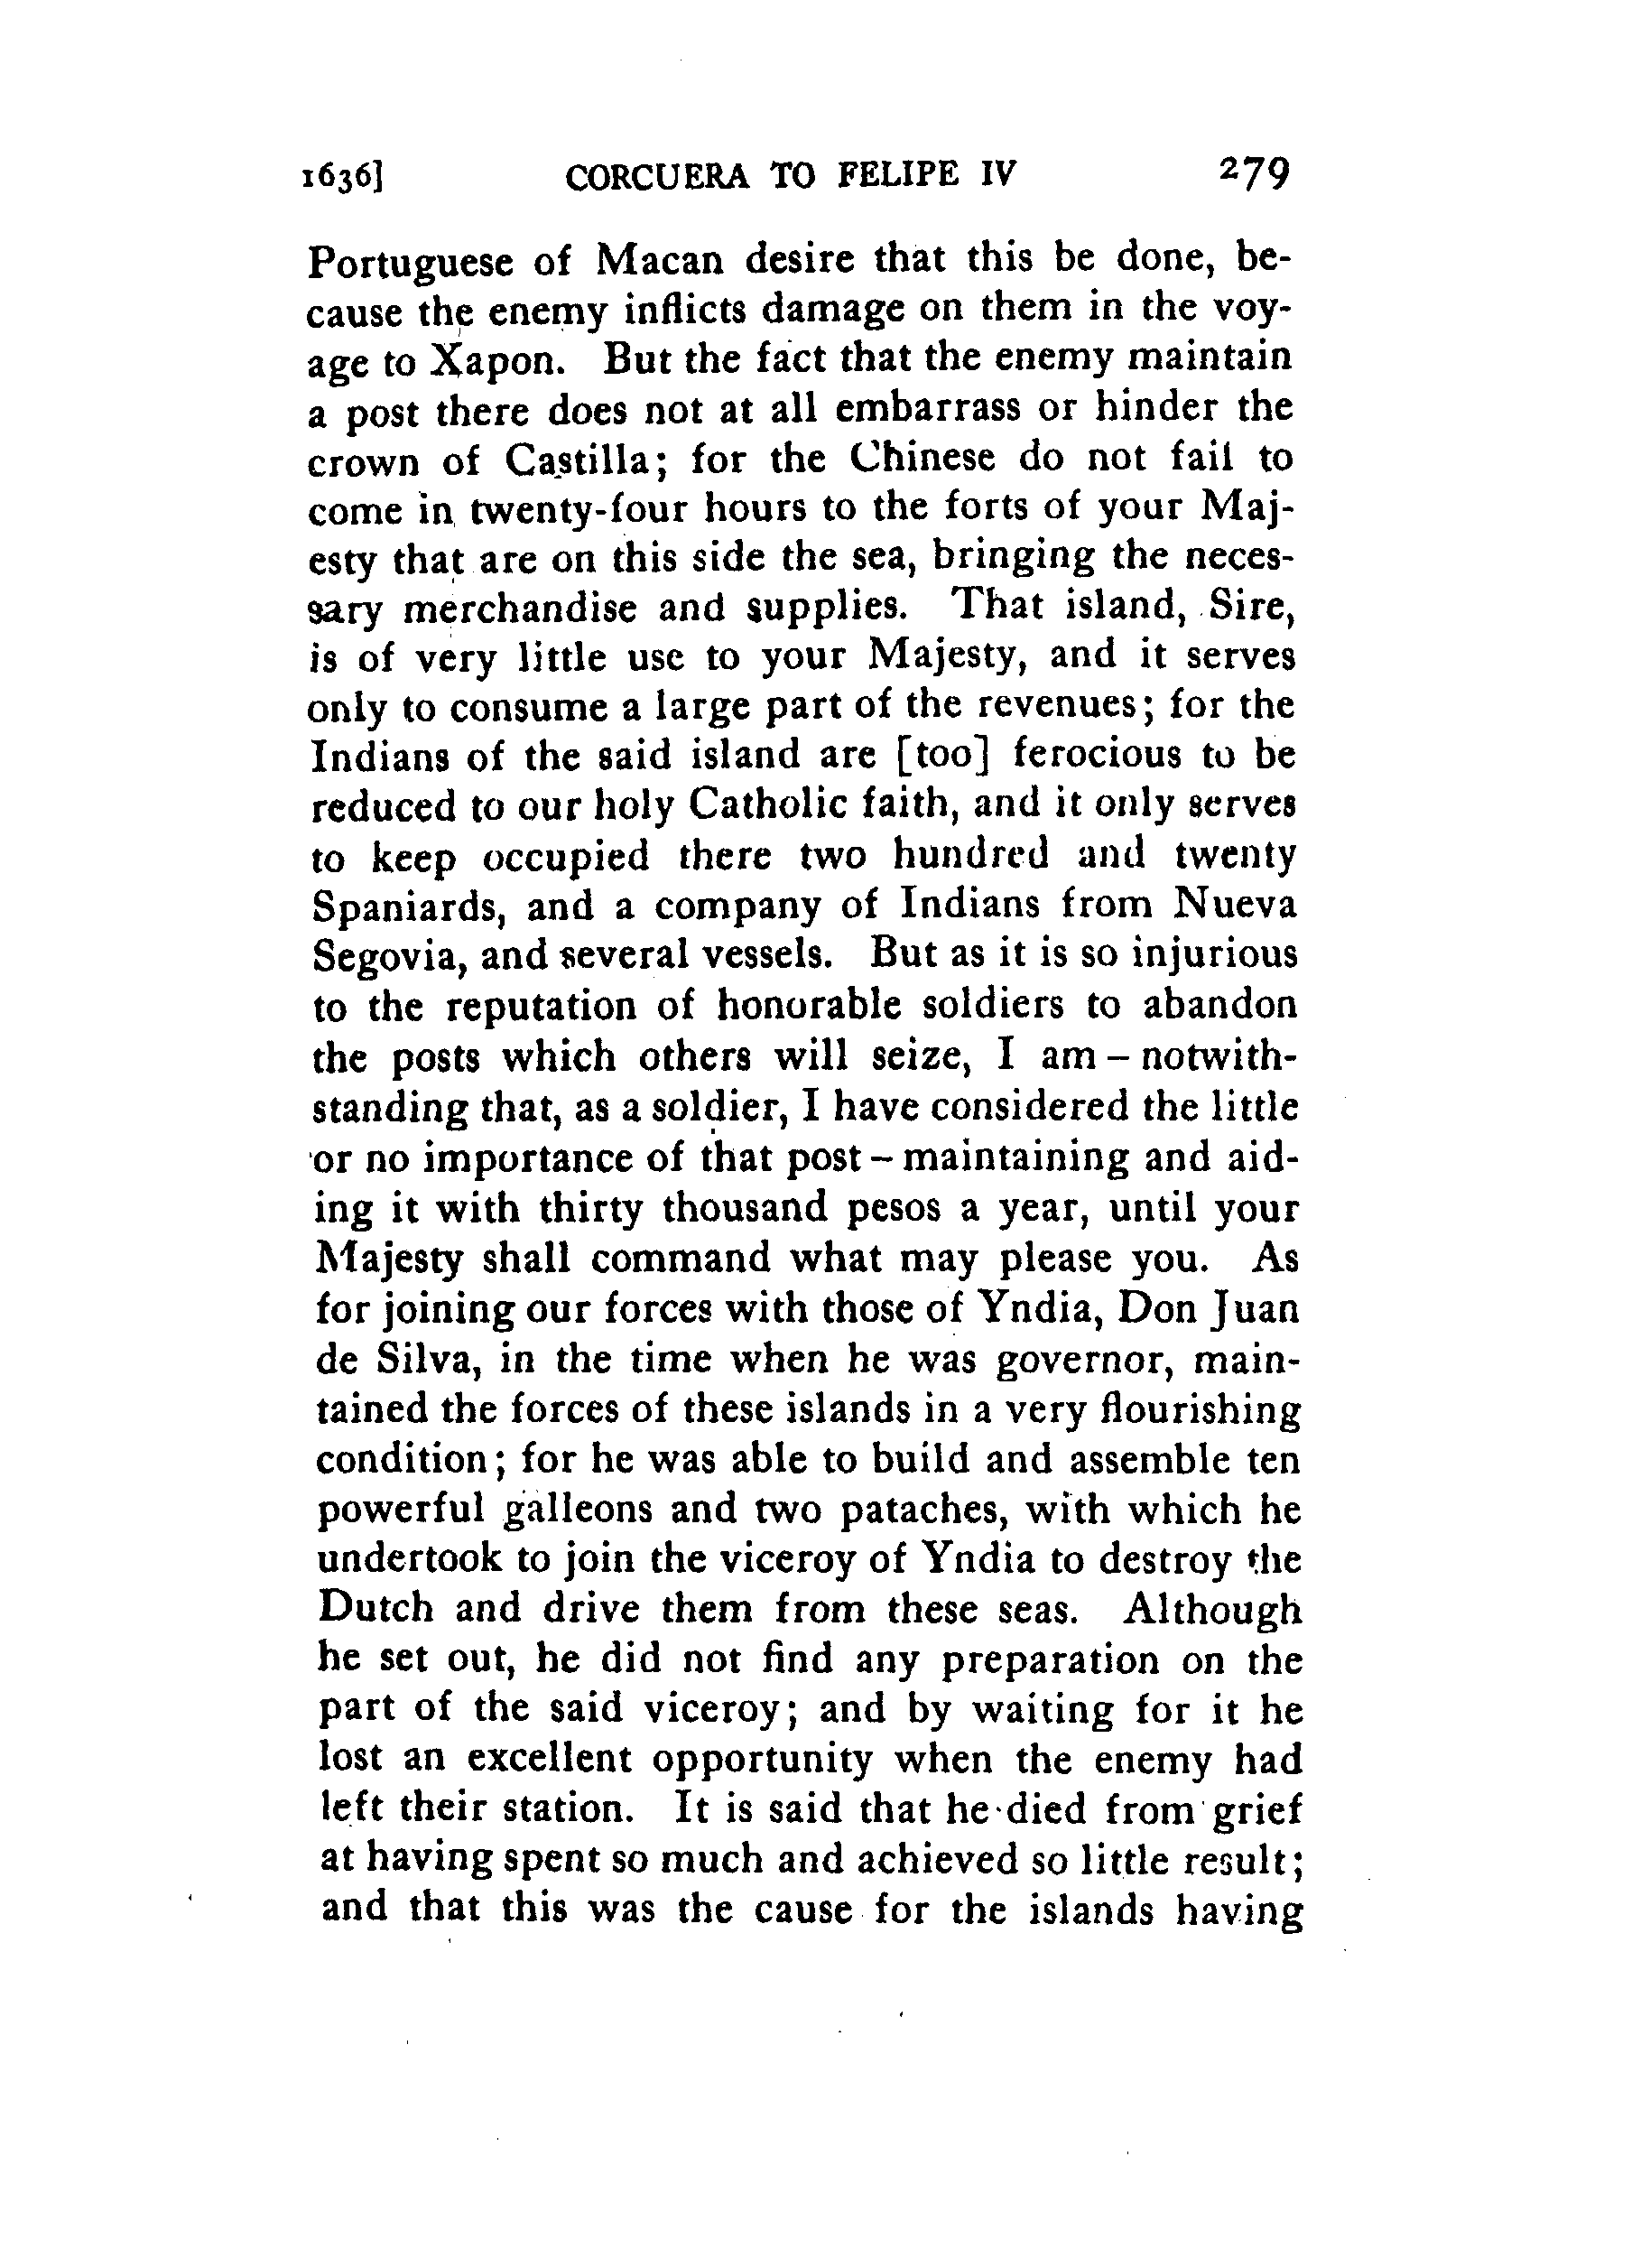 1636] CORCUERA TO FELIPE IV 279
Portuguese of Macan desire that this be done, be-
cause the enemy inflicts damage on them in the voy-
age to Xapon. But the fact that the enemy maintain
a post there does not at all embarrass or hinder the
crown of Castilla; for the Chinese do not fail to
come in twenty-four hours to the forts of your Maj-
esty that are on this side the sea, bringing the neces-
sary merchandise and supplies. That island, Sire,
is of very little use to your Majesty, and it serves
only to consume a large part of the revenues; for the
Indians of the said island are [too] ferocious to be
reduced to our holy Catholic faith, and it only serves
to keep occupied there two hundred and twenty
Spaniards, and a company of Indians from Nueva
Segovia, and several vessels. But as it is so injurious
to the reputation of honorable soldiers to abandon
the posts which others will seize, I am – notwith-
standing that, as a soldier, I have considered the little
or no importance of that post – maintaining and aid-
ing it with thirty thousand pesos a year, until your
Majesty shall command what may please you. As
for joining our forces with those of Yndia, Don Juan
de Silva, in the time when he was governor, main-
tained the forces of these islands in a very flourishing
condition; for he was able to build and assemble ten
powerful galleons and two pataches, with which he
undertook to join the viceroy of Yndia to destroy the
Dutch and drive them from these seas. Although
he set out, he did not find any preparation on the
part of the said viceroy; and by waiting for it he
lost an excellent opportunity when the enemy had
left their station. It is said that he died from grief
at having spent so much and achieved so little result;
and that this was the cause for the islands having